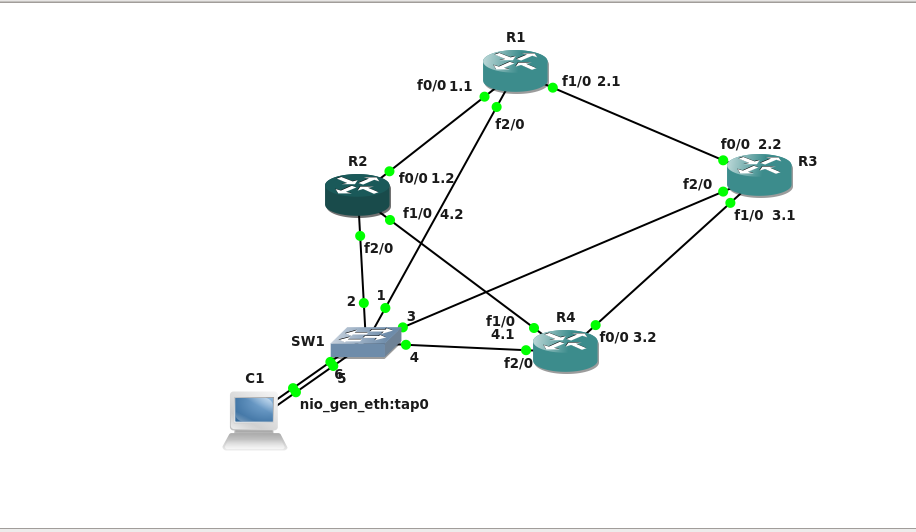 R1
f0/0 1.1
f1/0 2.1
f2/0
f0/0 2.2
R3
R2
f0/0 1.2
f2/0
f1/0 4.2
f1/0 3.1
f2/0
2
1
3
SW1
4
f1/0
4.1
R4
f0/0 3.2
f2/0
6
5
C1
nio_gen_eth:tap0